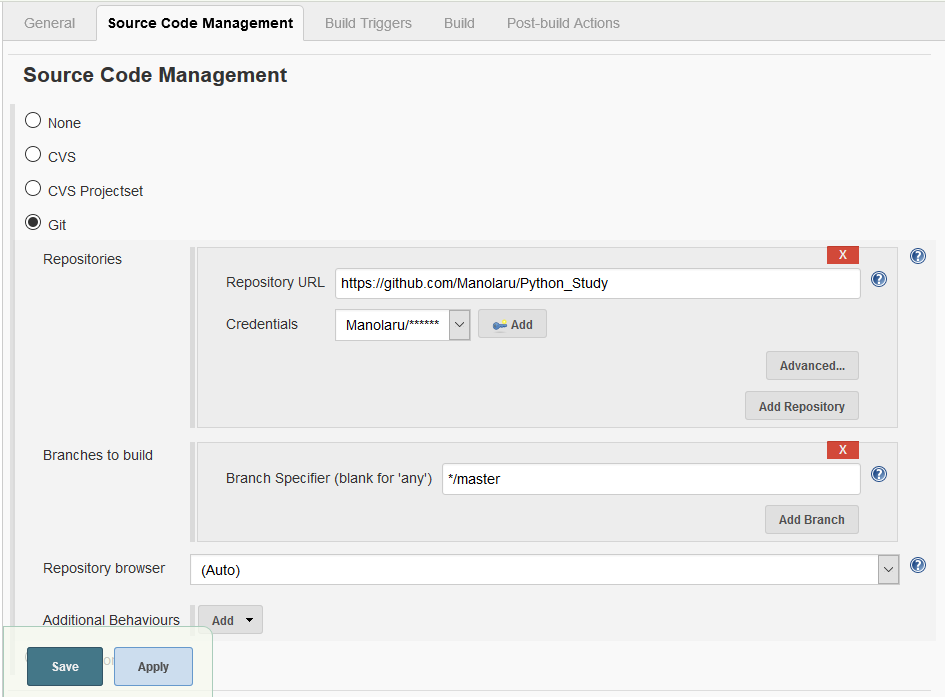 General Source Code Management Build Triggers Build Post-build Actions
Source Code Management
None
CVS
CVS Projectset
Git
Repositories
X
?
Repository URL https://github.com/Manolaru/Python_Study ?
Credentials Manolaru/****** Add
Advanced...
Add Repository
Branches to build
X
Branch Specifier (blank for 'any') */master ?
Add Branch
Repository browser (Auto) ?
Additional Behaviours Add
Save Apply